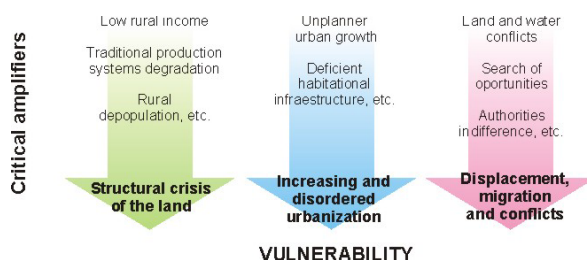 Critical amplifiers
Low rural income
Traditional production
systems degradation
Rural
depopulation, etc.
Structural crisis
of the land
Unplanner
urban growth
Deficient
habitational
infraestructure, etc.
Increasing and
disordered
urbanization
Land and water
conflicts
Search of
oportunities
Authorities
indifference, etc.
Displacement,
migration
and conflicts
VULNERABILITY